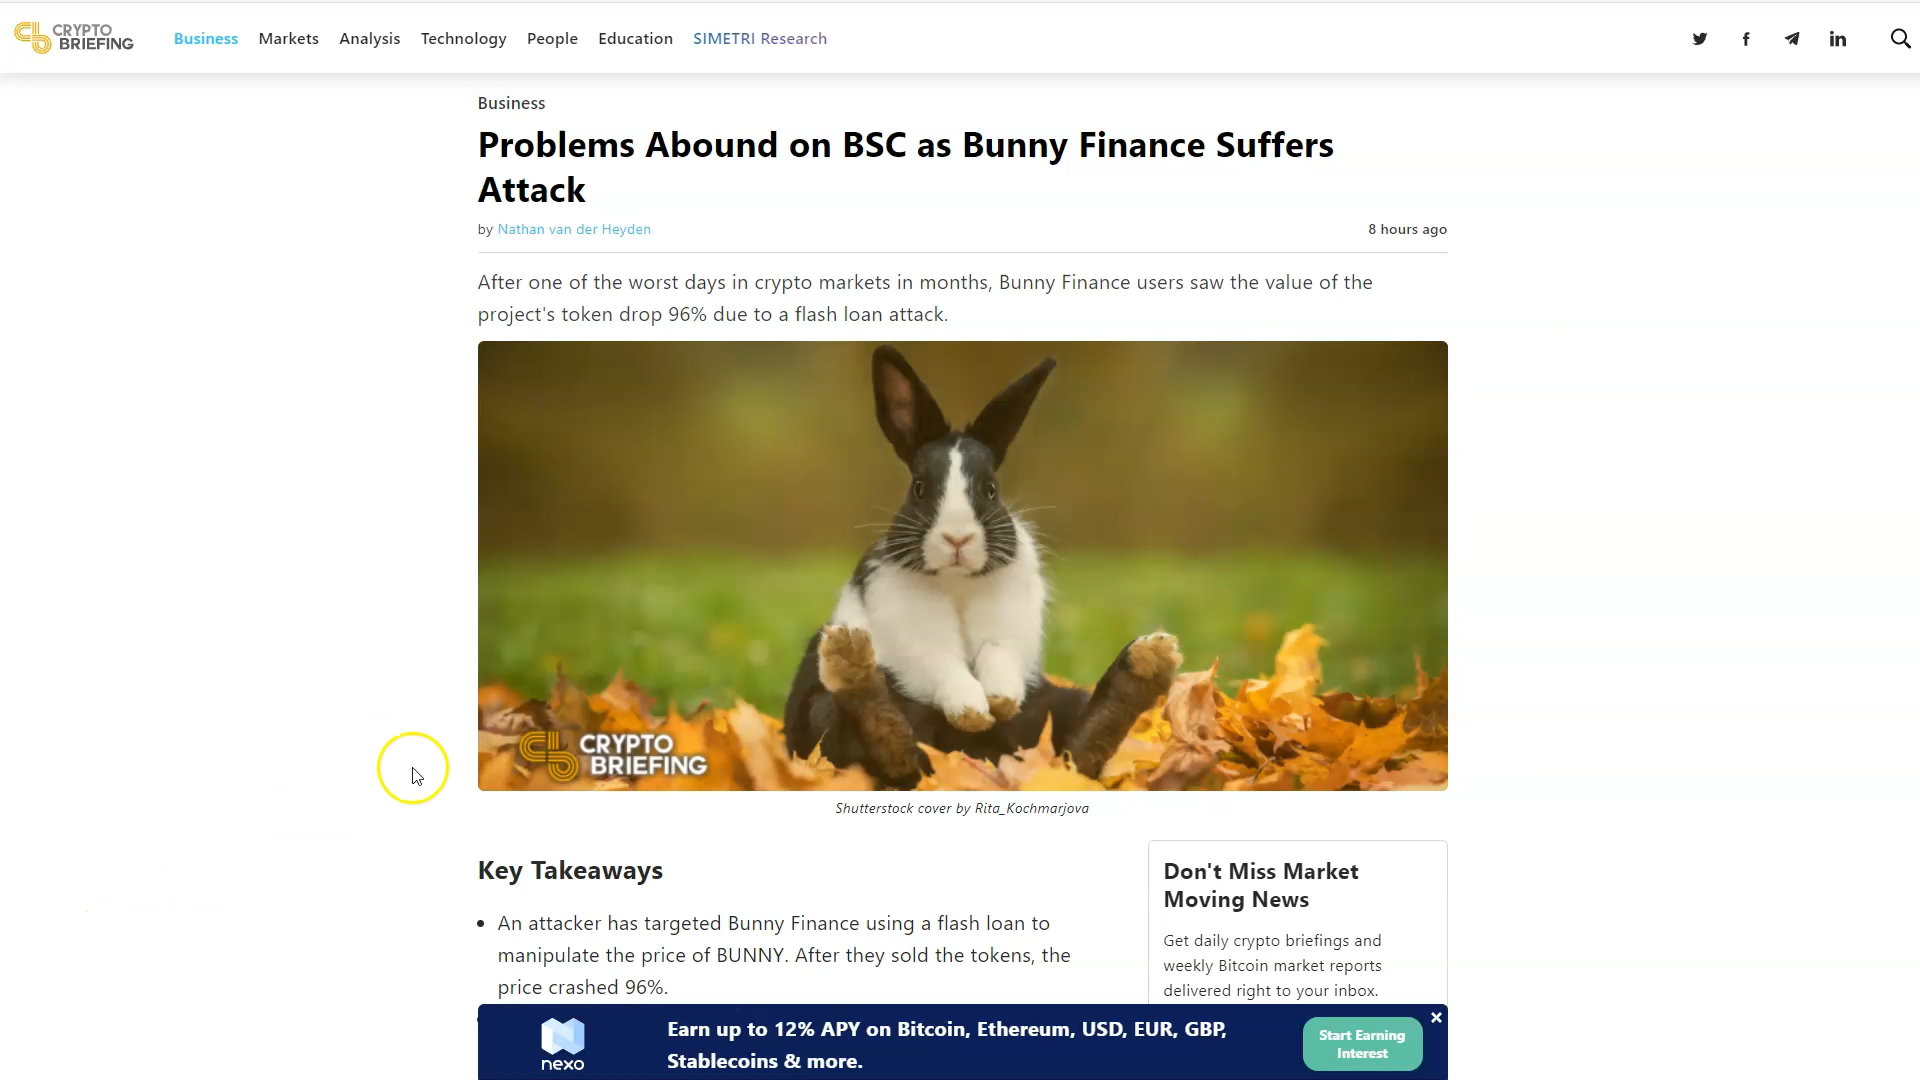 CRYPTO
BRIEFING
Business Markets Analysis Technology People Education SIMETRI Research
Business
Problems Abound on BSC as Bunny Finance Suffers
Attack
by Nathan van der Heyden
8 hours ago
After one of the worst days in crypto markets in months, Bunny Finance users saw the value of the
project's token drop 96% due to a flash loan attack.
CRYPTO
BRIEFING
Shutterstock cover by Rita_Kochmarjova
Key Takeaways
• An attacker has targeted Bunny Finance using a flash loan to
manipulate the price of BUNNY. After they sold the tokens, the
price crashed 96%.
Don't Miss Market
Moving News
Get daily crypto briefings and
weekly Bitcoin market reports
delivered right to your inbox.
nexo
Earn up to 12% APY on Bitcoin, Ethereum, USD, EUR, GBP,
Stablecoins & more.
Start Earning
Interest